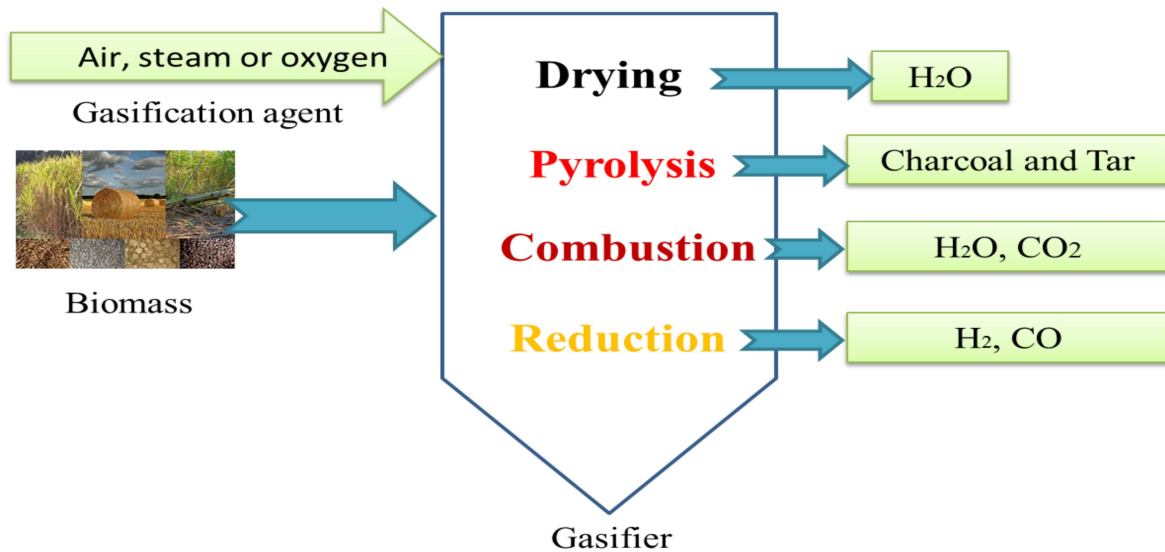 Air, steam or oxygen
Gasification agent
Biomass
Drying
H₂O
Pyrolysis
Charcoal and Tar
Combustion
H₂O, CO₂
Reduction
H₂, CO
Gasifier